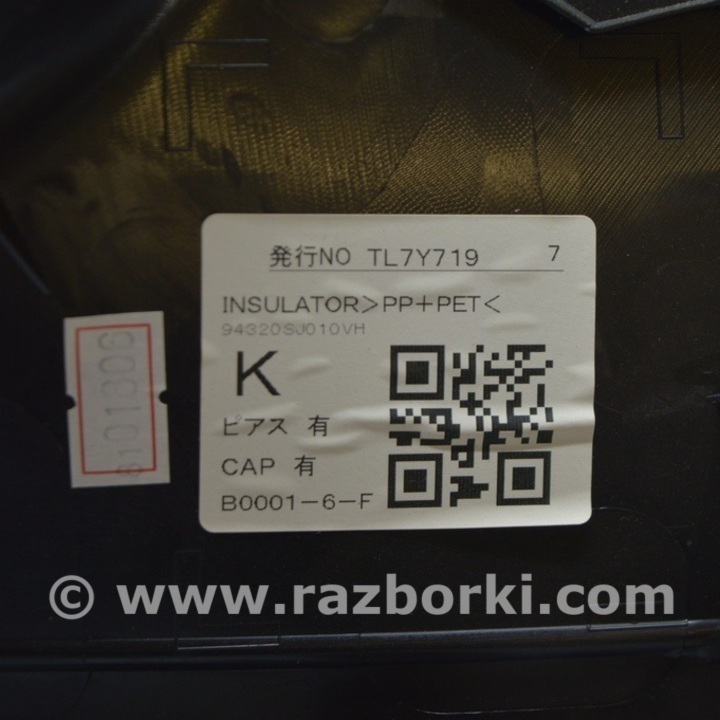 発行NO TL7Y719 7
INSULATOR>PP+PET<
94320SJ010VH
K
ピアス 有
CAP 有
B0001-6-F
8101306
© www.razborki.com